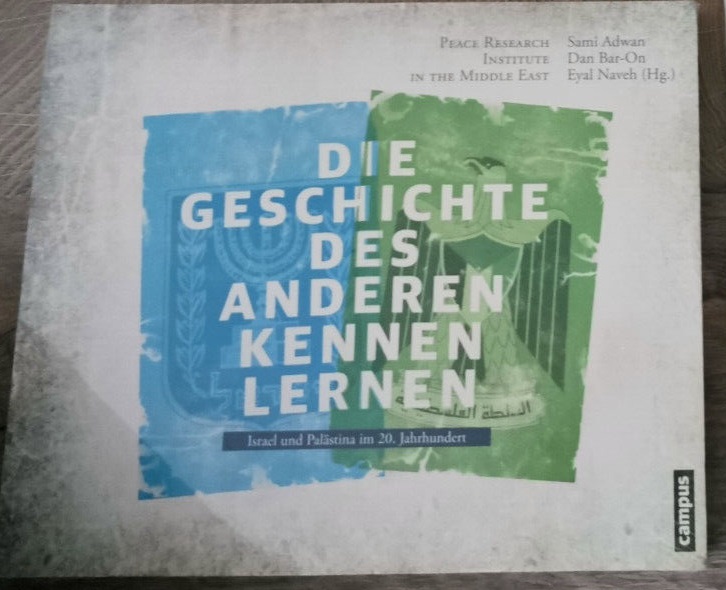 PEACE RESEARCH
INSTITUTE
IN THE MIDDLE EAST
Sami Adwan
Dan Bar-On
Eyal Naveh (Hg.)
DIE
GESCHICHTE
DES
ANDEREN
KENNEN
LERNEN
السلطة الفلسطينية
Israel und Palästina im 20. Jahrhundert
campus